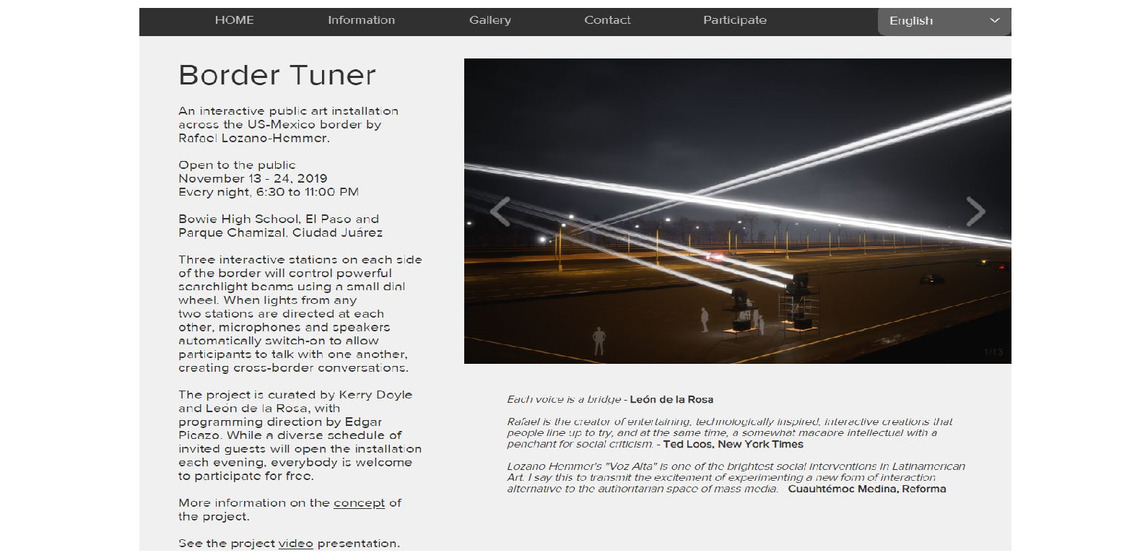 HOME Information Gallery Contact Participate English
Border Tuner
An interactive public art installation
across the US-Mexico border by
Rafael Lozano-Hemmer.
Open to the public
November 13 - 24, 2019
Every night, 6:30 to 11:00 PM
Bowie High School, El Paso and
Parque Chamizal, Ciudad Juárez
Three interactive stations on each side
of the border will control powerful
searchlight beams using a small dial
wheel. When lights from any
two stations are directed at each
other, microphones and speakers
automatically switch-on to allow
participants to talk with one another,
creating cross-border conversations.
The project is curated by Kerry Doyle
and León de la Rosa, with
programming direction by Edgar
Picazo. While a diverse schedule of
invited guests will open the installation
each evening, everybody is welcome
to participate for free.
More information on the concept of
the project.
See the project video presentation.
1/13
Each voice is a bridge - León de la Rosa
Rafael is the creator of entertaining, technologically inspired, interactive creations that
people line up to try, and at the same time, a somewhat macabre intellectual with a
penchant for social criticism. - Ted Loos, New York Times
Lozano Hemmer's "Voz Alta" is one of the brightest social interventions in Latinamerican
Art. I say this to transmit the excitement of experimenting a new form of interaction
alternative to the authoritarian space of mass media. Cuauhtémoc Medina, Reforma